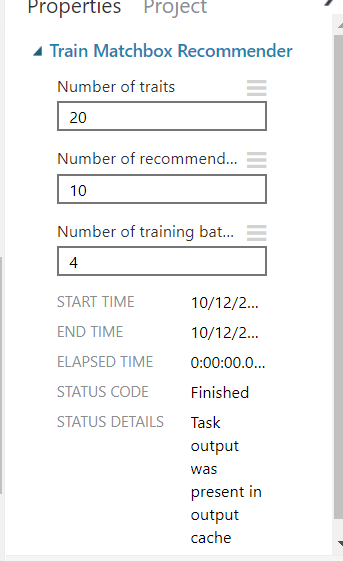 Properties Project
Train Matchbox Recommender
Number of traits
20
Number of recommend...
10
Number of training bat...
4
START TIME 10/12/2...
END TIME 10/12/2...
ELAPSED TIME 0:00:00.0...
STATUS CODE Finished
STATUS DETAILS Task
output
was
present in
output
cache